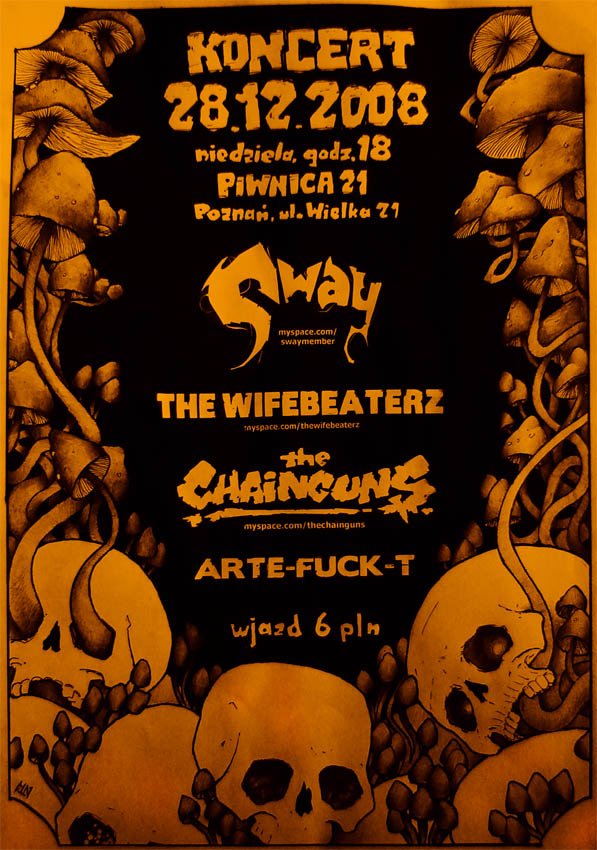 KONCERT
28.12.2008
niedziela, godz.18
PiWNiCA 21
Poznań, ul. Wielka 21
Sway
myspace.com/
swaymember
THE WIFEBEATERZ
myspace.com/thewifebeaterz
the
CHAiNGUNS
myspace.com/thechainguns
ARTE-FUCK-T
wjazd 6 pln